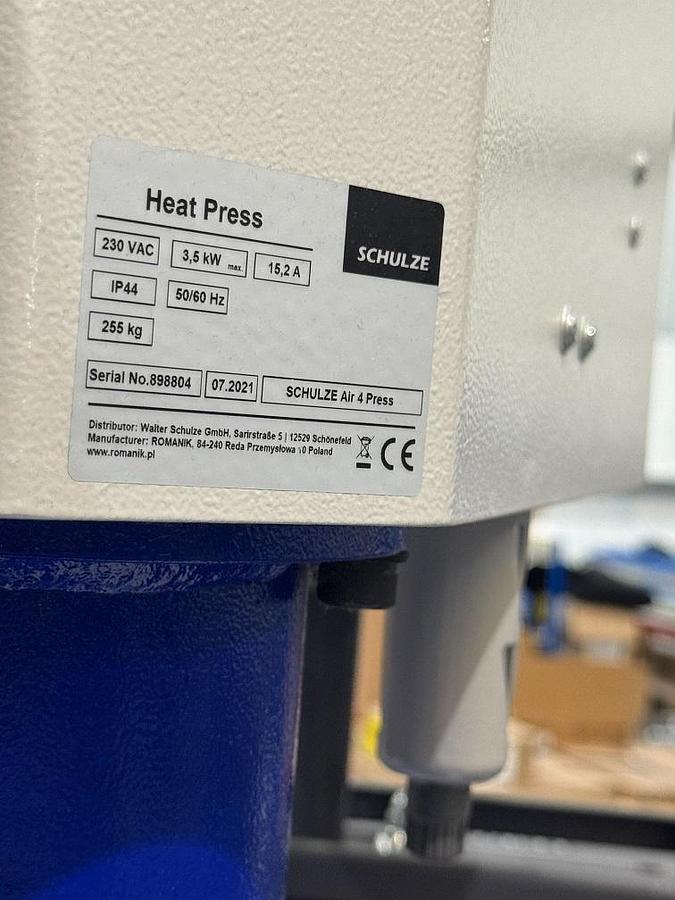 Heat Press
SCHULZE
230 VAC 3,5 kW max. 15,2 A
IP44 50/60 Hz
255 kg
Serial No.898804 07.2021 SCHULZE Air 4 Press
Distributor: Walter Schulze GmbH, Sarirstraße 5 | 12529 Schönefeld
Manufacturer: ROMANIK, 84-240 Reda Przemysłowa 10 Poland
www.romanik.pl
CE